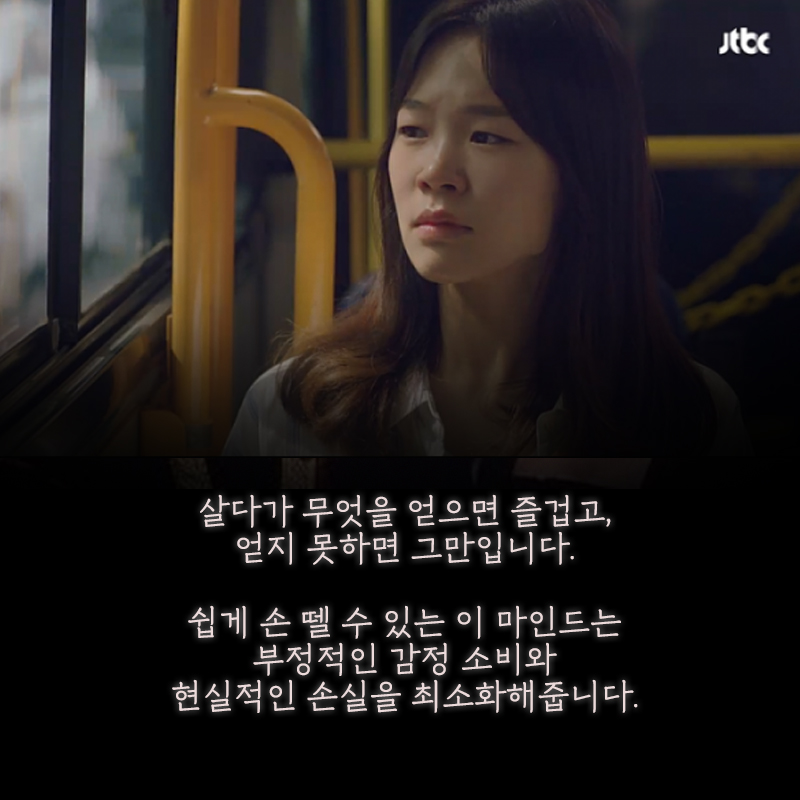 jtbc
살다가 무엇을 얻으면 즐겁고,
얻지 못하면 그만입니다.
쉽게 손 뗄 수 있는 이 마인드는
부정적인 감정 소비와
현실적인 손실을 최소화해줍니다.